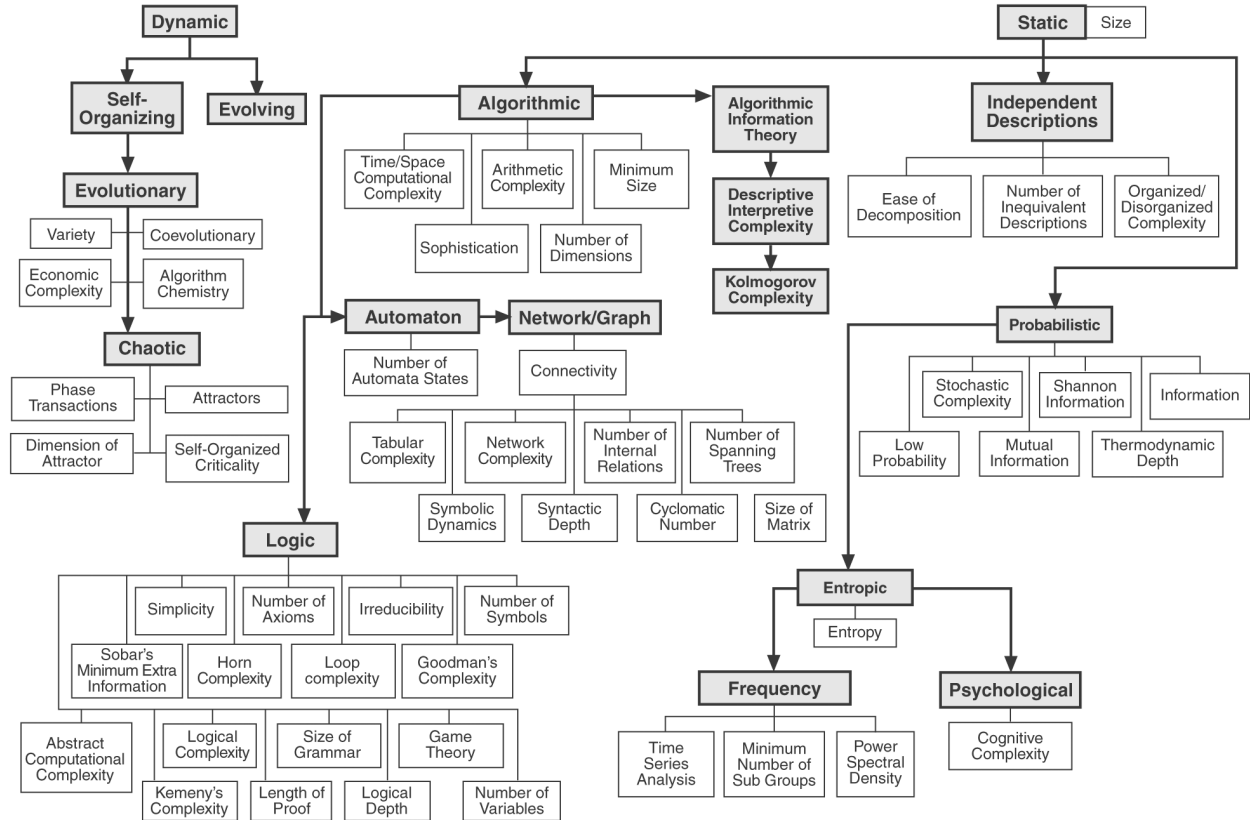 Dynamic
Static
Size
Self-
Organizing
Evolving
Algorithmic
Algorithmic
Information
Theory
Independent
Descriptions
Evolutionary
Time/Space
Computational
Complexity
Arithmetic
Complexity
Minimum
Size
Descriptive
Interpretive
Complexity
Ease of
Decomposition
Number of
Inequivalent
Descriptions
Organized/
Disorganized
Complexity
Variety
Coevolutionary
Sophistication
Number of
Dimensions
Economic
Complexity
Algorithm
Chemistry
Kolmogorov
Complexity
Chaotic
Automaton
Network/Graph
Probabilistic
Number of
Automata States
Connectivity
Phase
Transactions
Attractors
Stochastic
Complexity
Shannon
Information
Information
Dimension of
Attractor
Self-Organized
Criticality
Tabular
Complexity
Network
Complexity
Number of
Internal
Relations
Number of
Spanning
Trees
Low
Probability
Mutual
Information
Thermodynamic
Depth
Symbolic
Dynamics
Syntactic
Depth
Cyclomatic
Number
Size of
Matrix
Logic
Entropic
Simplicity
Number of
Axioms
Irreducibility
Number of
Symbols
Entropy
Sobar's
Minimum Extra
Information
Horn
Complexity
Loop
complexity
Goodman's
Complexity
Frequency
Psychological
Abstract
Computational
Complexity
Logical
Complexity
Size of
Grammar
Game
Theory
Time
Series
Analysis
Minimum
Number of
Sub Groups
Power
Spectral
Density
Cognitive
Complexity
Kemeny's
Complexity
Length of
Proof
Logical
Depth
Number of
Variables